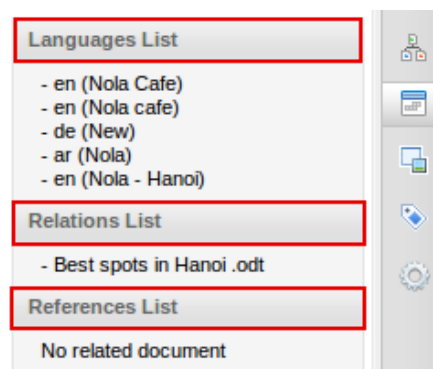 Languages List
- en (Nola Cafe)
- en (Nola cafe)
- de (New)
- ar (Nola)
- en (Nola - Hanoi)
Relations List
- Best spots in Hanoi .odt
References List
No related document